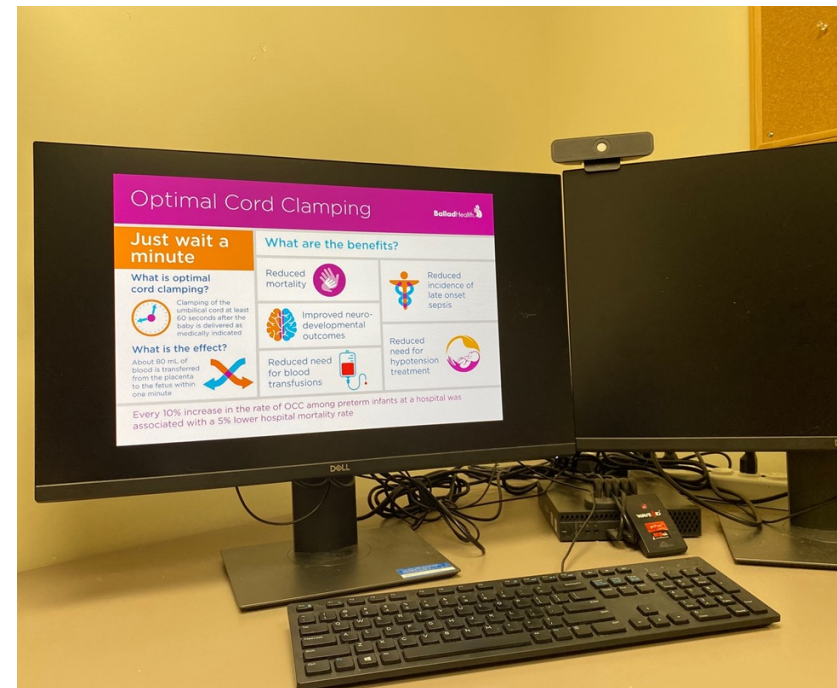 Optimal Cord Clamping
BalladHealth
Just wait a
minute
What is optimal
cord clamping?
Clamping of the
umbilical cord at least
60 seconds after the
baby is delivered as
medically indicated
What is the effect?
About 80 mL of
blood is transferred
from the placenta
to the fetus within
one minute
What are the benefits?
Reduced
mortality
Improved neuro-
developmental
outcomes
Reduced need
for blood
transfusions
Reduced
incidence of
late onset
sepsis
Reduced
need for
hypotension
treatment
Every 10% increase in the rate of OCC among preterm infants at a hospital was
associated with a 5% lower hospital mortality rate
DELL